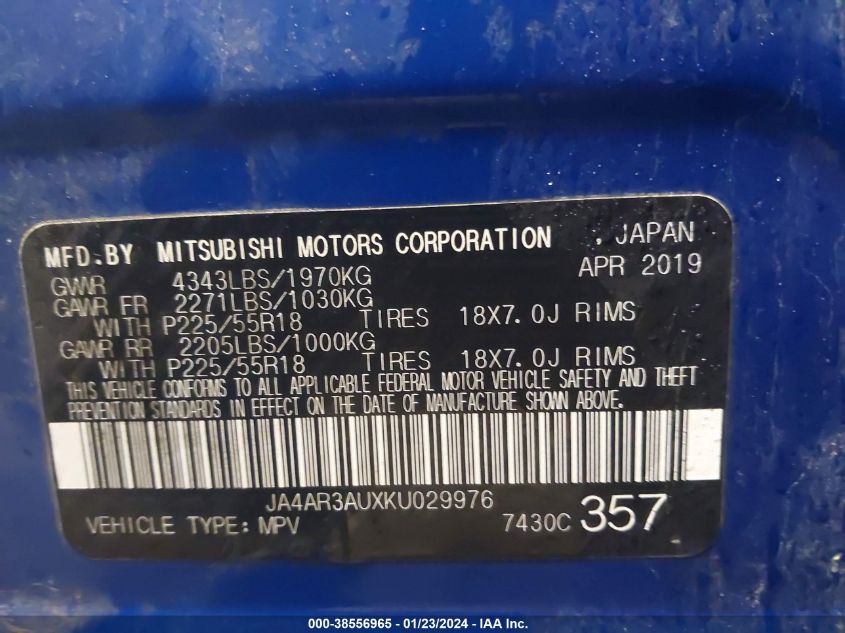 MFD.BY MITSUBISHI MOTORS CORPORATION , JAPAN
GVWR 4343LBS/1970KG APR 2019
GAWR FR 2271LBS/1030KG
WITH P225/55R18 TIRES 18X7.0J RIMS
GAWR RR 2205LBS/1000KG
WITH P225/55R18 TIRES 18X7.0J RIMS
THIS VEHICLE CONFORMS TO ALL APPLICABLE FEDERAL MOTOR VEHICLE SAFETY AND THEFT
PREVENTION STANDARDS IN EFFECT ON THE DATE OF MANUFACTURE SHOWN ABOVE.
JA4AR3AUXKU029976
VEHICLE TYPE: MPV 7430C 357
000-38556965 - 01/23/2024 - IAA Inc.